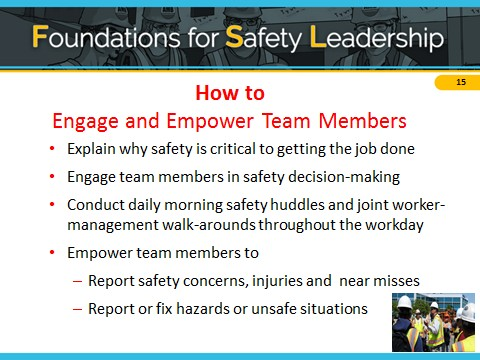 Foundations for Safety Leadership
15
How to
Engage and Empower Team Members
• Explain why safety is critical to getting the job done
• Engage team members in safety decision-making
• Conduct daily morning safety huddles and joint worker-
management walk-arounds throughout the workday
• Empower team members to
– Report safety concerns, injuries and near misses
– Report or fix hazards or unsafe situations